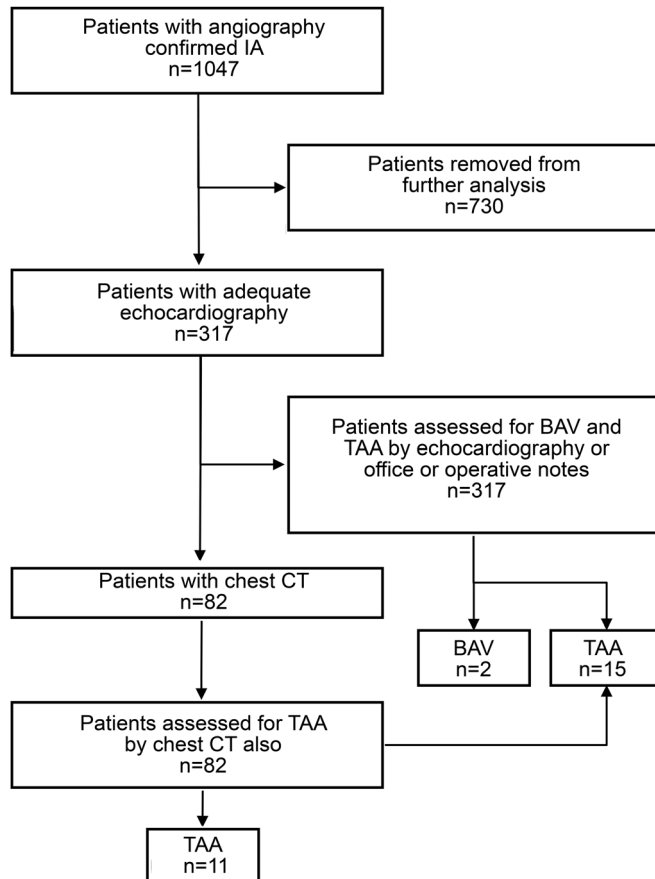 Patients with angiography
confirmed IA
n=1047
Patients removed from
further analysis
n=730
Patients with adequate
echocardiography
n=317
Patients assessed for BAV and
TAA by echocardiography or
office or operative notes
n=317
Patients with chest CT
n=82
BAV
n=2
TAA
n=15
Patients assessed for TAA
by chest CT also
n=82
TAA
n=11